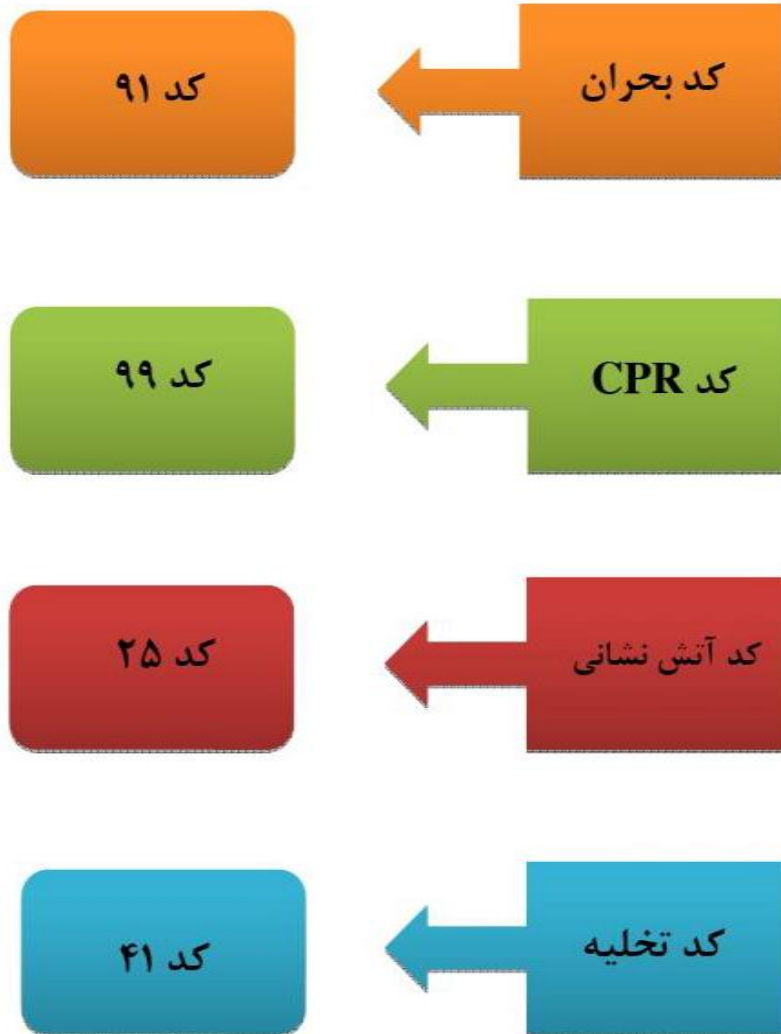 کد بحران
کد ۹۱
کد CPR
کد ۹۹
کد آتش نشانی
کد ۲۵
کد تخلیه
کد ۴۱